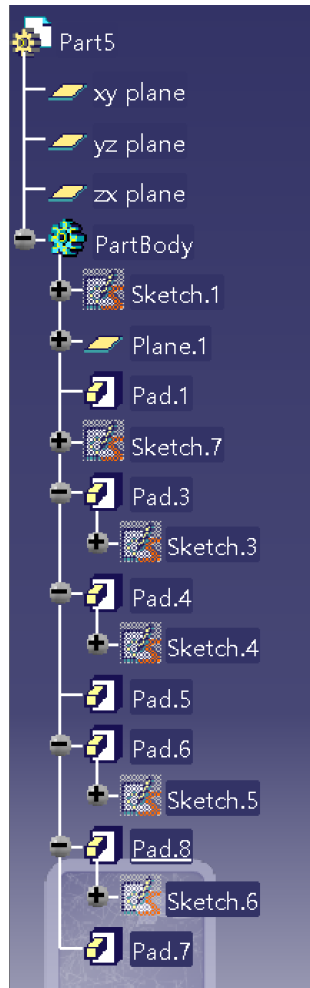 Part5
xy plane
yz plane
zx plane
PartBody
Sketch.1
Plane.1
Pad.1
Sketch.7
Pad.3
Sketch.3
Pad.4
Sketch.4
Pad.5
Pad.6
Sketch.5
Pad.8
Sketch.6
Pad.7